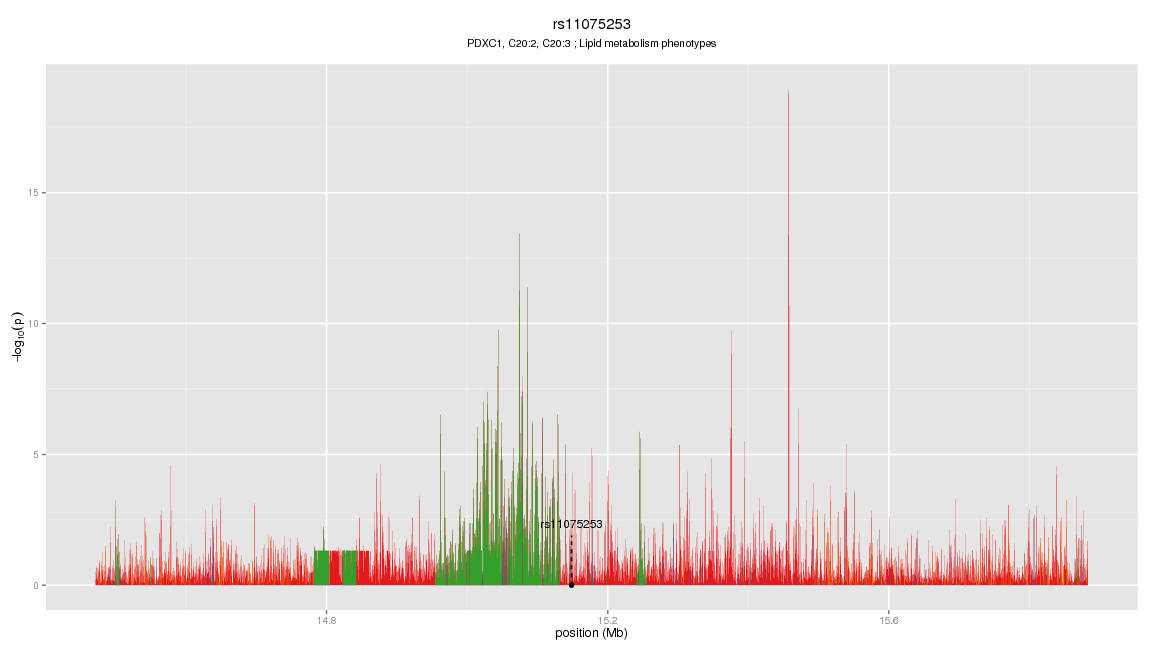 rs11075253
PDXC1, C20:2, C20:3 ; Lipid metabolism phenotypes
−log10(p)
15
10
5
0
rs11075253
14.8
15.2
15.6
position (Mb)